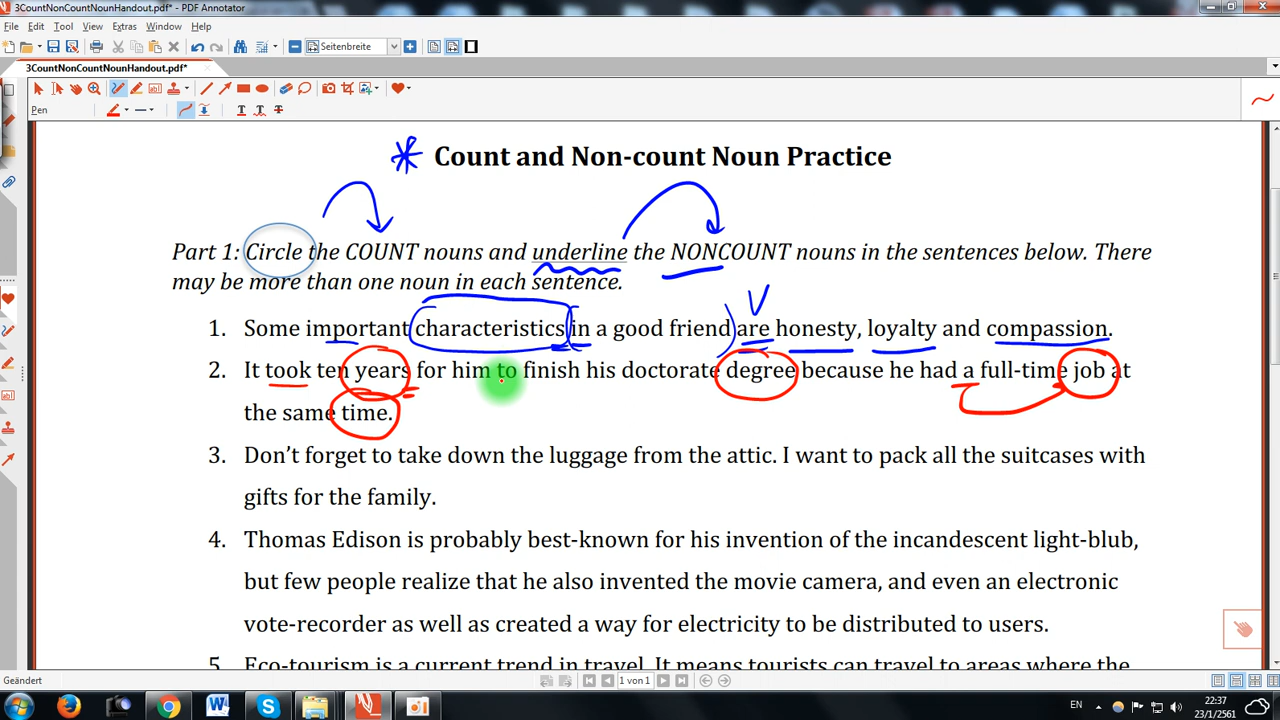 3CountNonCountNounHandout.pdf* - PDF Annotator
File Edit Tool View Extras Window Help
Seitenbreite
3CountNonCountNounHandout.pdf*
Pen
* Count and Non-count Noun Practice
Part 1: Circle the COUNT nouns and underline the NONCOUNT nouns in the sentences below. There
may be more than one noun in each sentence.
V
1. Some important characteristics in a good friend are honesty, loyalty and compassion.
2. It took ten years for him to finish his doctorate degree because he had a full-time job at
the same time.
3. Don't forget to take down the luggage from the attic. I want to pack all the suitcases with
gifts for the family.
4. Thomas Edison is probably best-known for his invention of the incandescent light-blub,
but few people realize that he also invented the movie camera, and even an electronic
vote-recorder as well as created a way for electricity to be distributed to users.
5. Eco-tourism is a current trend in travel. It means tourists can travel to areas where the
Geändert
1 von 1
EN
22:37
23/1/2561